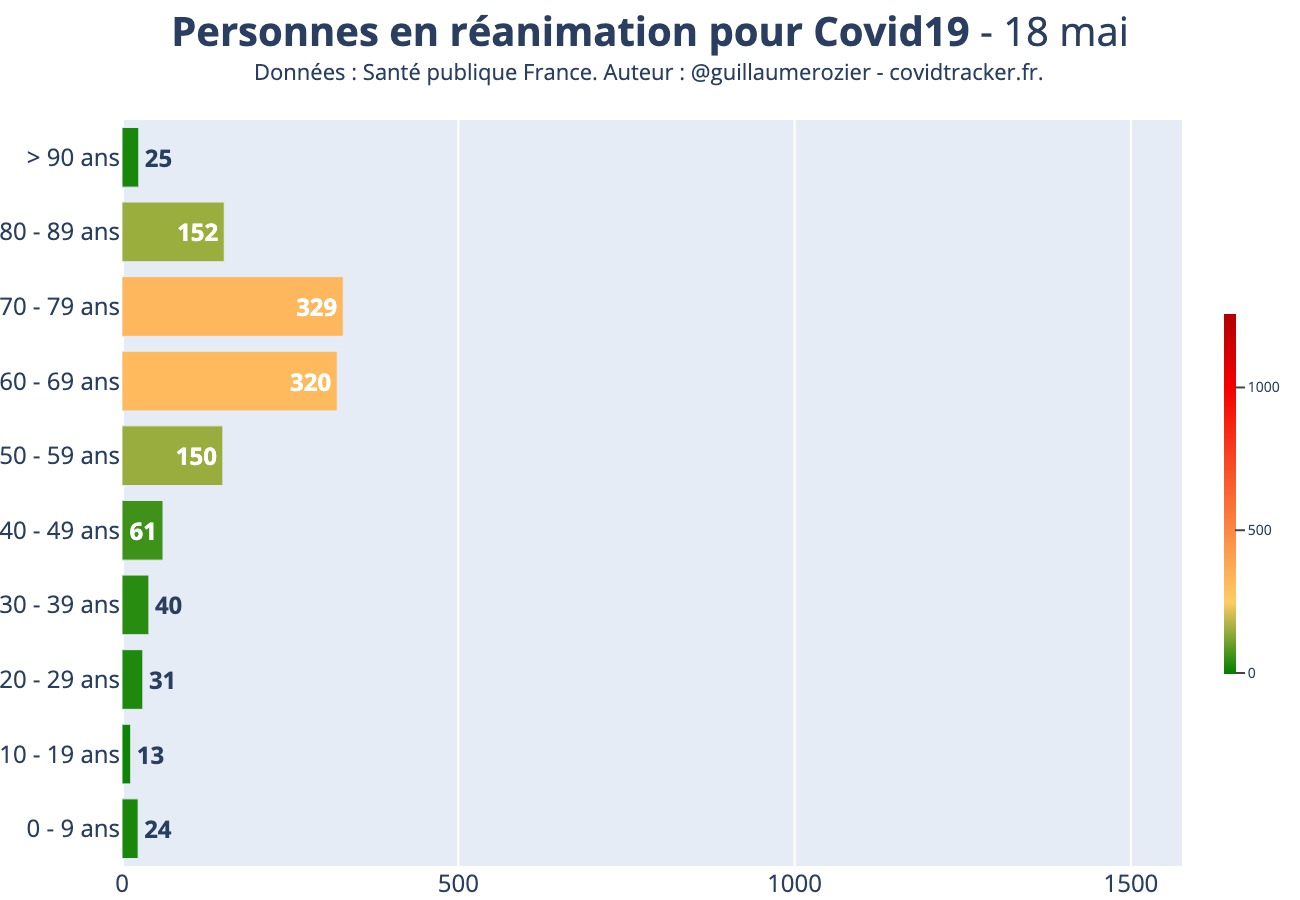 Personnes en réanimation pour Covid19 - 18 mai
Données : Santé publique France. Auteur : @guillaumerozier - covidtracker.fr.
> 90 ans 25
80 - 89 ans 152
70 - 79 ans 329
60 - 69 ans 320
50 - 59 ans 150
40 - 49 ans 61
30 - 39 ans 40
20 - 29 ans 31
10 - 19 ans 13
0 - 9 ans 24
0 500 1000 1500
1000
500
0